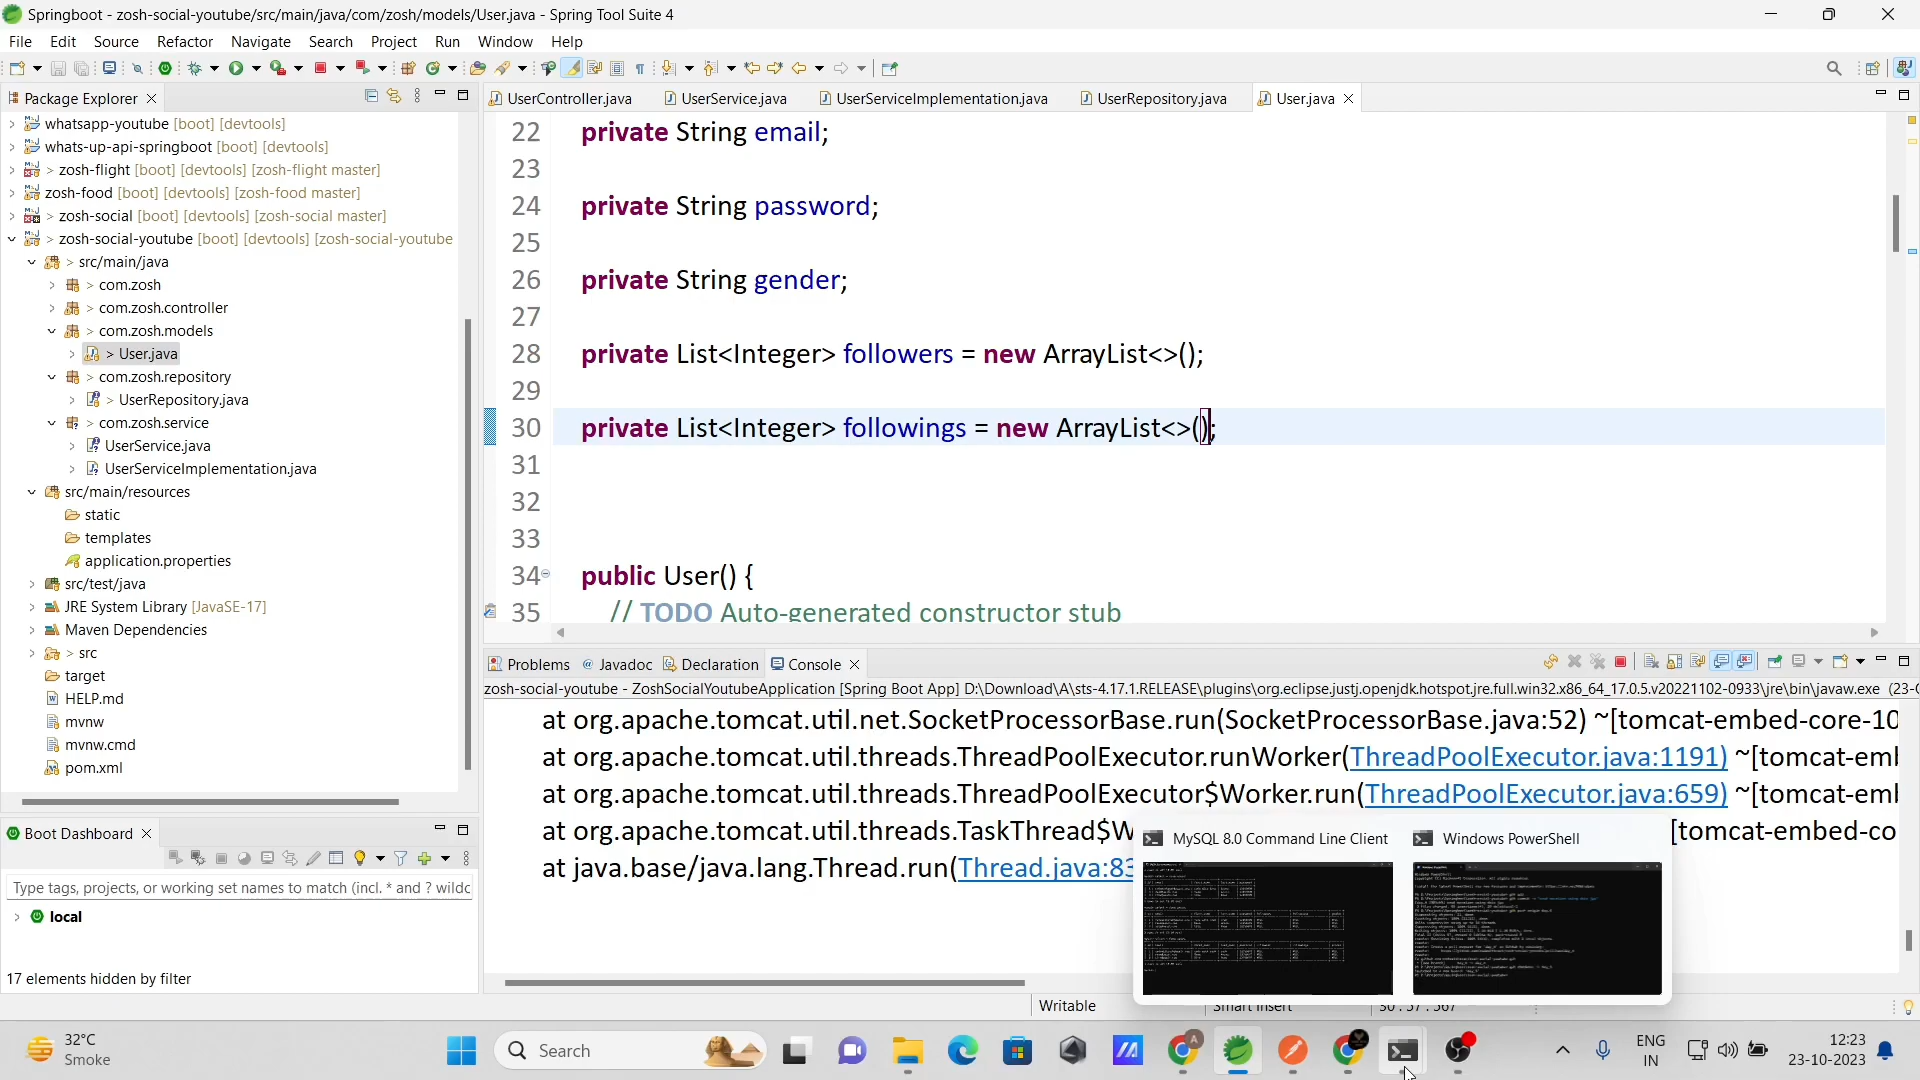 Springboot - zosh-social-youtube/src/main/java/com/zosh/models/User.java - Spring Tool Suite 4
File Edit Source Refactor Navigate Search Project Run Window Help
Package Explorer
UserController.java UserService.java UserServiceImplementation.java UserRepository.java User.java
whatsapp-youtube [boot] [devtools]
whats-up-api-springboot [boot] [devtools]
> zosh-flight [boot] [devtools] [zosh-flight master]
zosh-food [boot] [devtools] [zosh-food master]
> zosh-social [boot] [devtools] [zosh-social master]
> zosh-social-youtube [boot] [devtools] [zosh-social-youtube
> src/main/java
> com.zosh
> com.zosh.controller
> com.zosh.models
> User.java
> com.zosh.repository
> UserRepository.java
> com.zosh.service
UserService.java
UserServiceImplementation.java
src/main/resources
static
templates
application.properties
src/test/java
JRE System Library [JavaSE-17]
Maven Dependencies
> src
target
HELP.md
mvnw
mvnw.cmd
pom.xml
22 private String email;
23
24 private String password;
25
26 private String gender;
27
28 private List<Integer> followers = new ArrayList<>();
29
30 private List<Integer> followings = new ArrayList<>();
31
32
33
34 public User() {
35 // TODO Auto-generated constructor stub
Problems Javadoc Declaration Console
zosh-social-youtube - ZoshSocialYoutubeApplication [Spring Boot App] D:\Download\A\sts-4.17.1.RELEASE\plugins\org.eclipse.justj.openjdk.hotspot.jre.full.win32.x86_64_17.0.5.v20221102-0933\jre\bin\javaw.exe (23-
at org.apache.tomcat.util.net.SocketProcessorBase.run(SocketProcessorBase.java:52) ~[tomcat-embed-core-10
at org.apache.tomcat.util.threads.ThreadPoolExecutor.runWorker(ThreadPoolExecutor.java:1191) ~[tomcat-em
at org.apache.tomcat.util.threads.ThreadPoolExecutor$Worker.run(ThreadPoolExecutor.java:659) ~[tomcat-em
at org.apache.tomcat.util.threads.TaskThread$W [tomcat-embed-co
at java.base/java.lang.Thread.run(Thread.java:83
MySQL 8.0 Command Line Client Windows PowerShell
Boot Dashboard
Type tags, projects, or working set names to match (incl. * and ? wildc
local
17 elements hidden by filter
Writable Smart Insert 30 : 57 : 567
32°C
Smoke
Search
ENG
IN
12:23
23-10-2023